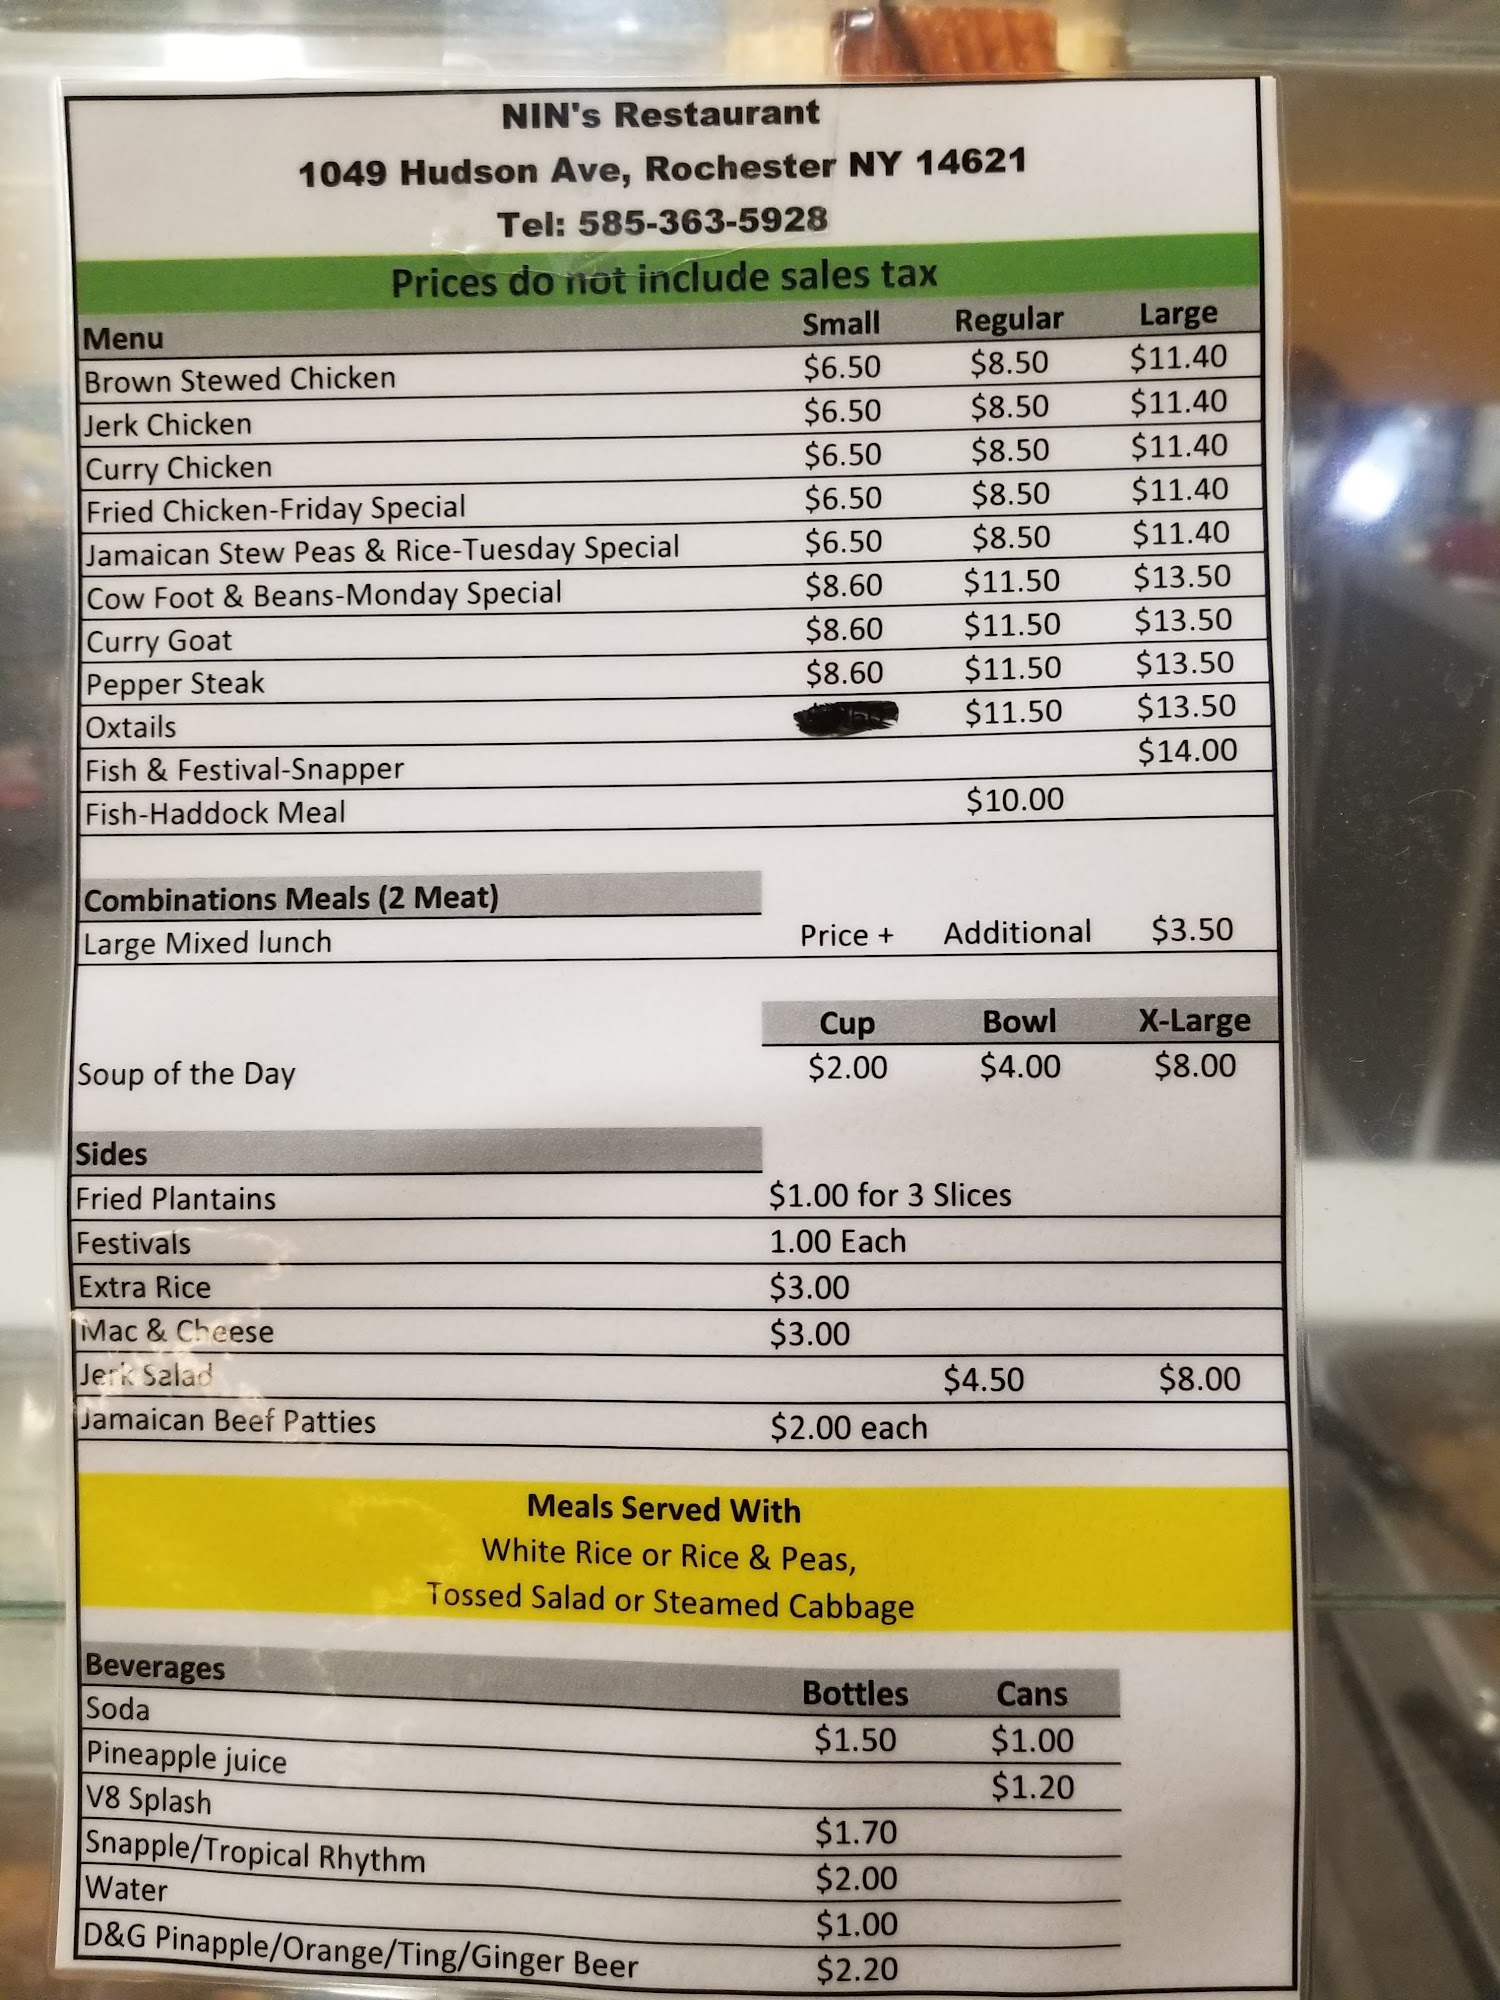 NIN's Restaurant
1049 Hudson Ave, Rochester NY 14621
Tel: 585-363-5928
Prices do not include sales tax
Menu Small Regular Large
Brown Stewed Chicken $6.50 $8.50 $11.40
Jerk Chicken $6.50 $8.50 $11.40
Curry Chicken $6.50 $8.50 $11.40
Fried Chicken-Friday Special $6.50 $8.50 $11.40
Jamaican Stew Peas & Rice-Tuesday Special $6.50 $8.50 $11.40
Cow Foot & Beans-Monday Special $8.60 $11.50 $13.50
Curry Goat $8.60 $11.50 $13.50
Pepper Steak $8.60 $11.50 $13.50
Oxtails $11.50 $13.50
Fish & Festival-Snapper $14.00
Fish-Haddock Meal $10.00
Combinations Meals (2 Meat)
Large Mixed lunch Price + Additional $3.50
Cup Bowl X-Large
Soup of the Day $2.00 $4.00 $8.00
Sides
Fried Plantains $1.00 for 3 Slices
Festivals 1.00 Each
Extra Rice $3.00
Mac & Cheese $3.00
Jerk Salad $4.50 $8.00
Jamaican Beef Patties $2.00 each
Meals Served With
White Rice or Rice & Peas,
Tossed Salad or Steamed Cabbage
Beverages Bottles Cans
Soda $1.50 $1.00
Pineapple juice $1.20
V8 Splash $1.70
Snapple/Tropical Rhythm $2.00
Water $1.00
D&G Pinapple/Orange/Ting/Ginger Beer $2.20